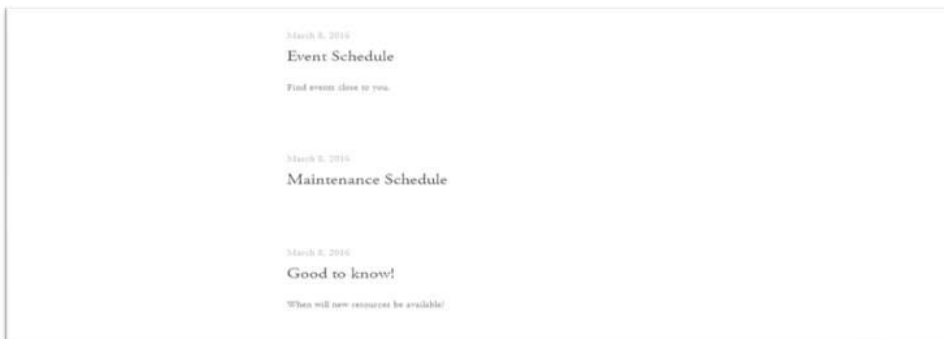 March 8, 2016
Event Schedule
Find events close to you.
March 8, 2016
Maintenance Schedule
March 8, 2016
Good to know!
When will new resources be available?